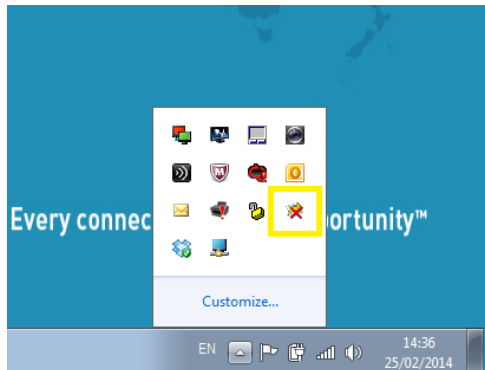 Every connec
ortunity™
Customize...
EN
14:36
25/02/2014